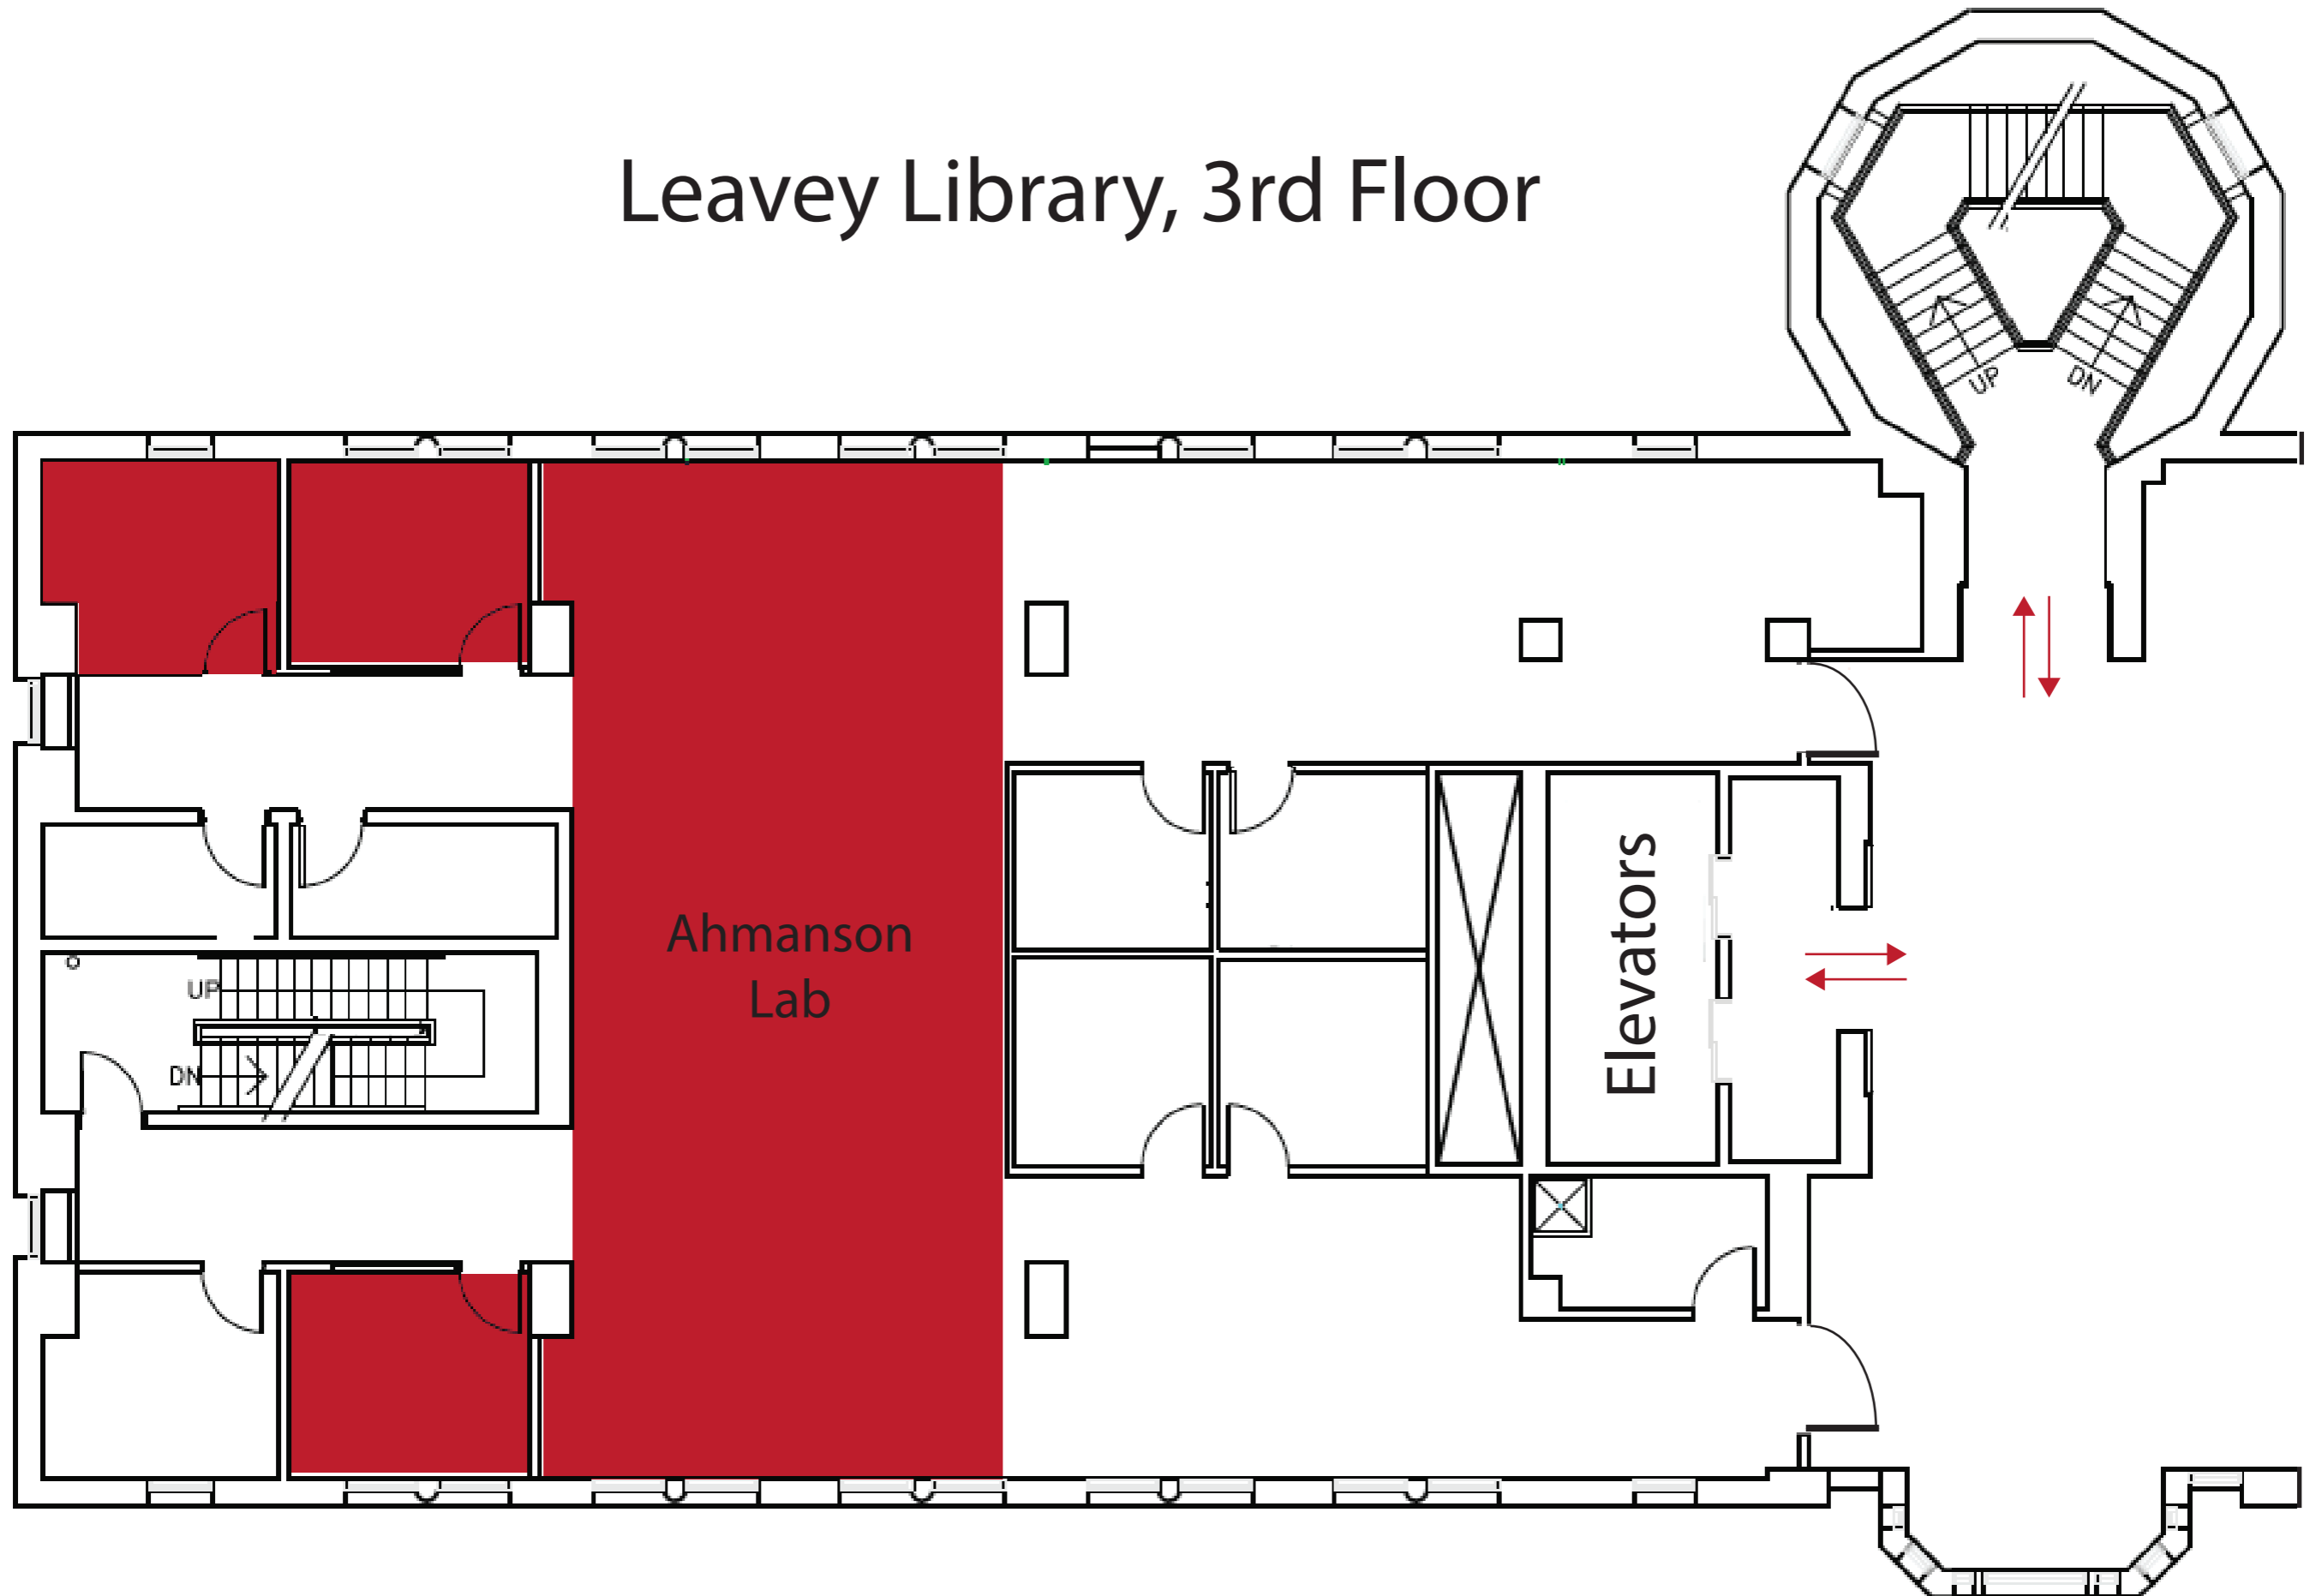 Leavey Library, 3rd Floor
UP
DN
Ahmanson
Lab
Elevators
UP
DN